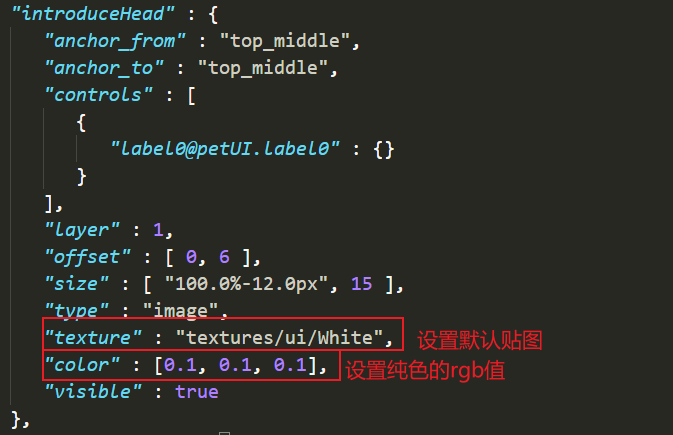 "introduceHead" : {
"anchor_from" : "top_middle",
"anchor_to" : "top_middle",
"controls" : [
{
"label0@petUI.label0" : {}
}
],
"layer" : 1,
"offset" : [ 0, 6 ],
"size" : [ "100.0%-12.0px", 15 ],
"type" : "image",
"texture" : "textures/ui/White", 设置默认贴图
"color" : [0.1, 0.1, 0.1], 设置纯色的rgb值
"visible" : true
},